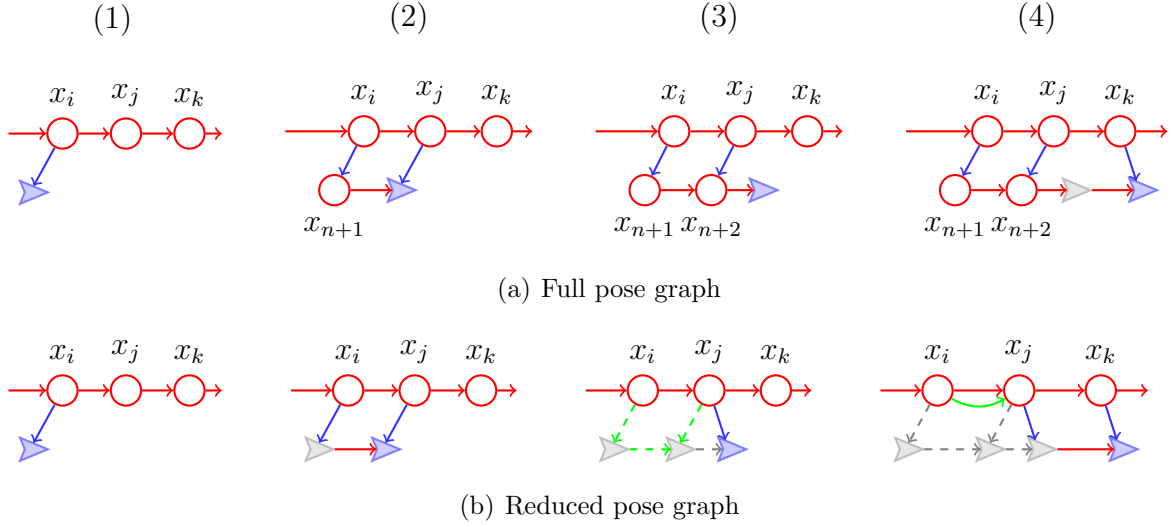 (1) (2) (3) (4)
x_i x_j x_k x_i x_j x_k x_i x_j x_k x_i x_j x_k
x_{n+1} x_{n+1} x_{n+2} x_{n+1} x_{n+2}
(a) Full pose graph
x_i x_j x_k x_i x_j x_k x_i x_j x_k x_i x_j x_k
(b) Reduced pose graph